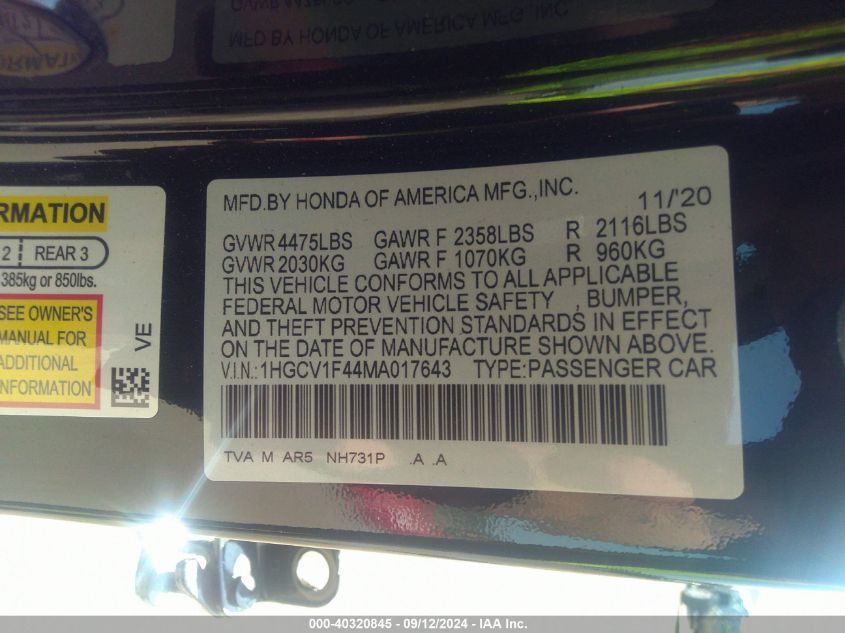 MFD.BY HONDA OF AMERICA MFG.,INC. 11/'20
GVWR 4475LBS GAWR F 2358LBS R 2116LBS
GVWR 2030KG GAWR F 1070KG R 960KG
THIS VEHICLE CONFORMS TO ALL APPLICABLE
FEDERAL MOTOR VEHICLE SAFETY , BUMPER,
AND THEFT PREVENTION STANDARDS IN EFFECT
ON THE DATE OF MANUFACTURE SHOWN ABOVE.
V.I.N.:1HGCV1F44MA017643 TYPE:PASSENGER CAR
TVA M AR5 NH731P .A .A
RMATION
2 REAR 3
385kg or 850lbs.
SEE OWNER'S
MANUAL FOR
ADDITIONAL
INFORMATION
VE
MFD BY HONDA OF AMERICA MFG.,INC.
000-40320845 - 09/12/2024 - IAA Inc.